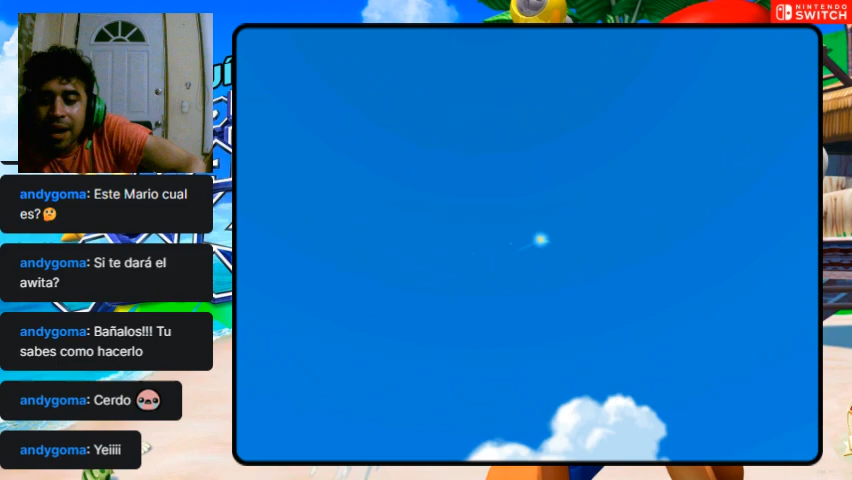 NINTENDO
SWITCH
andygoma: Este Mario cual
es?🤔
andygoma: Si te dará el
awita?
andygoma: Bañalos!!! Tu
sabes como hacerlo
andygoma: Cerdo
andygoma: Yeiiii